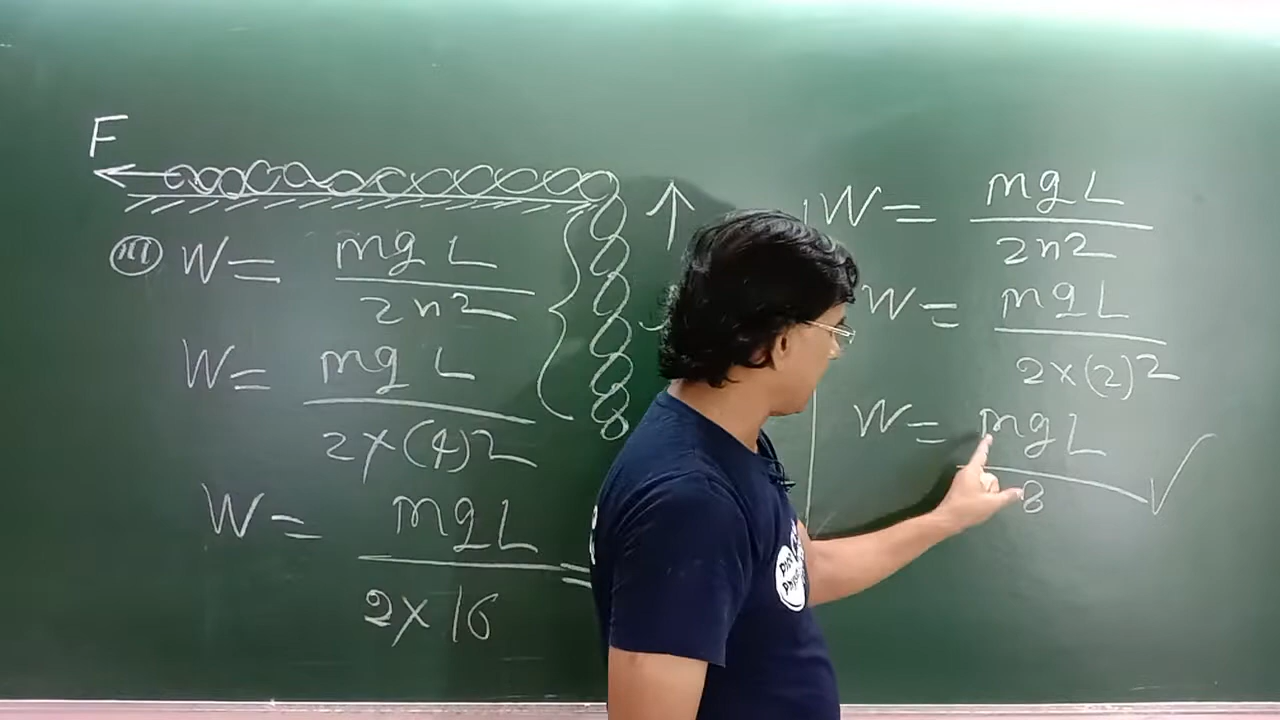 F
III W = mgL / 2n²
W = mgL / 2×(4)²
W = mgL / 2×16 =
W = mgL / 2n²
W = mgL / 2×(2)²
W = mgL / 8 ✓